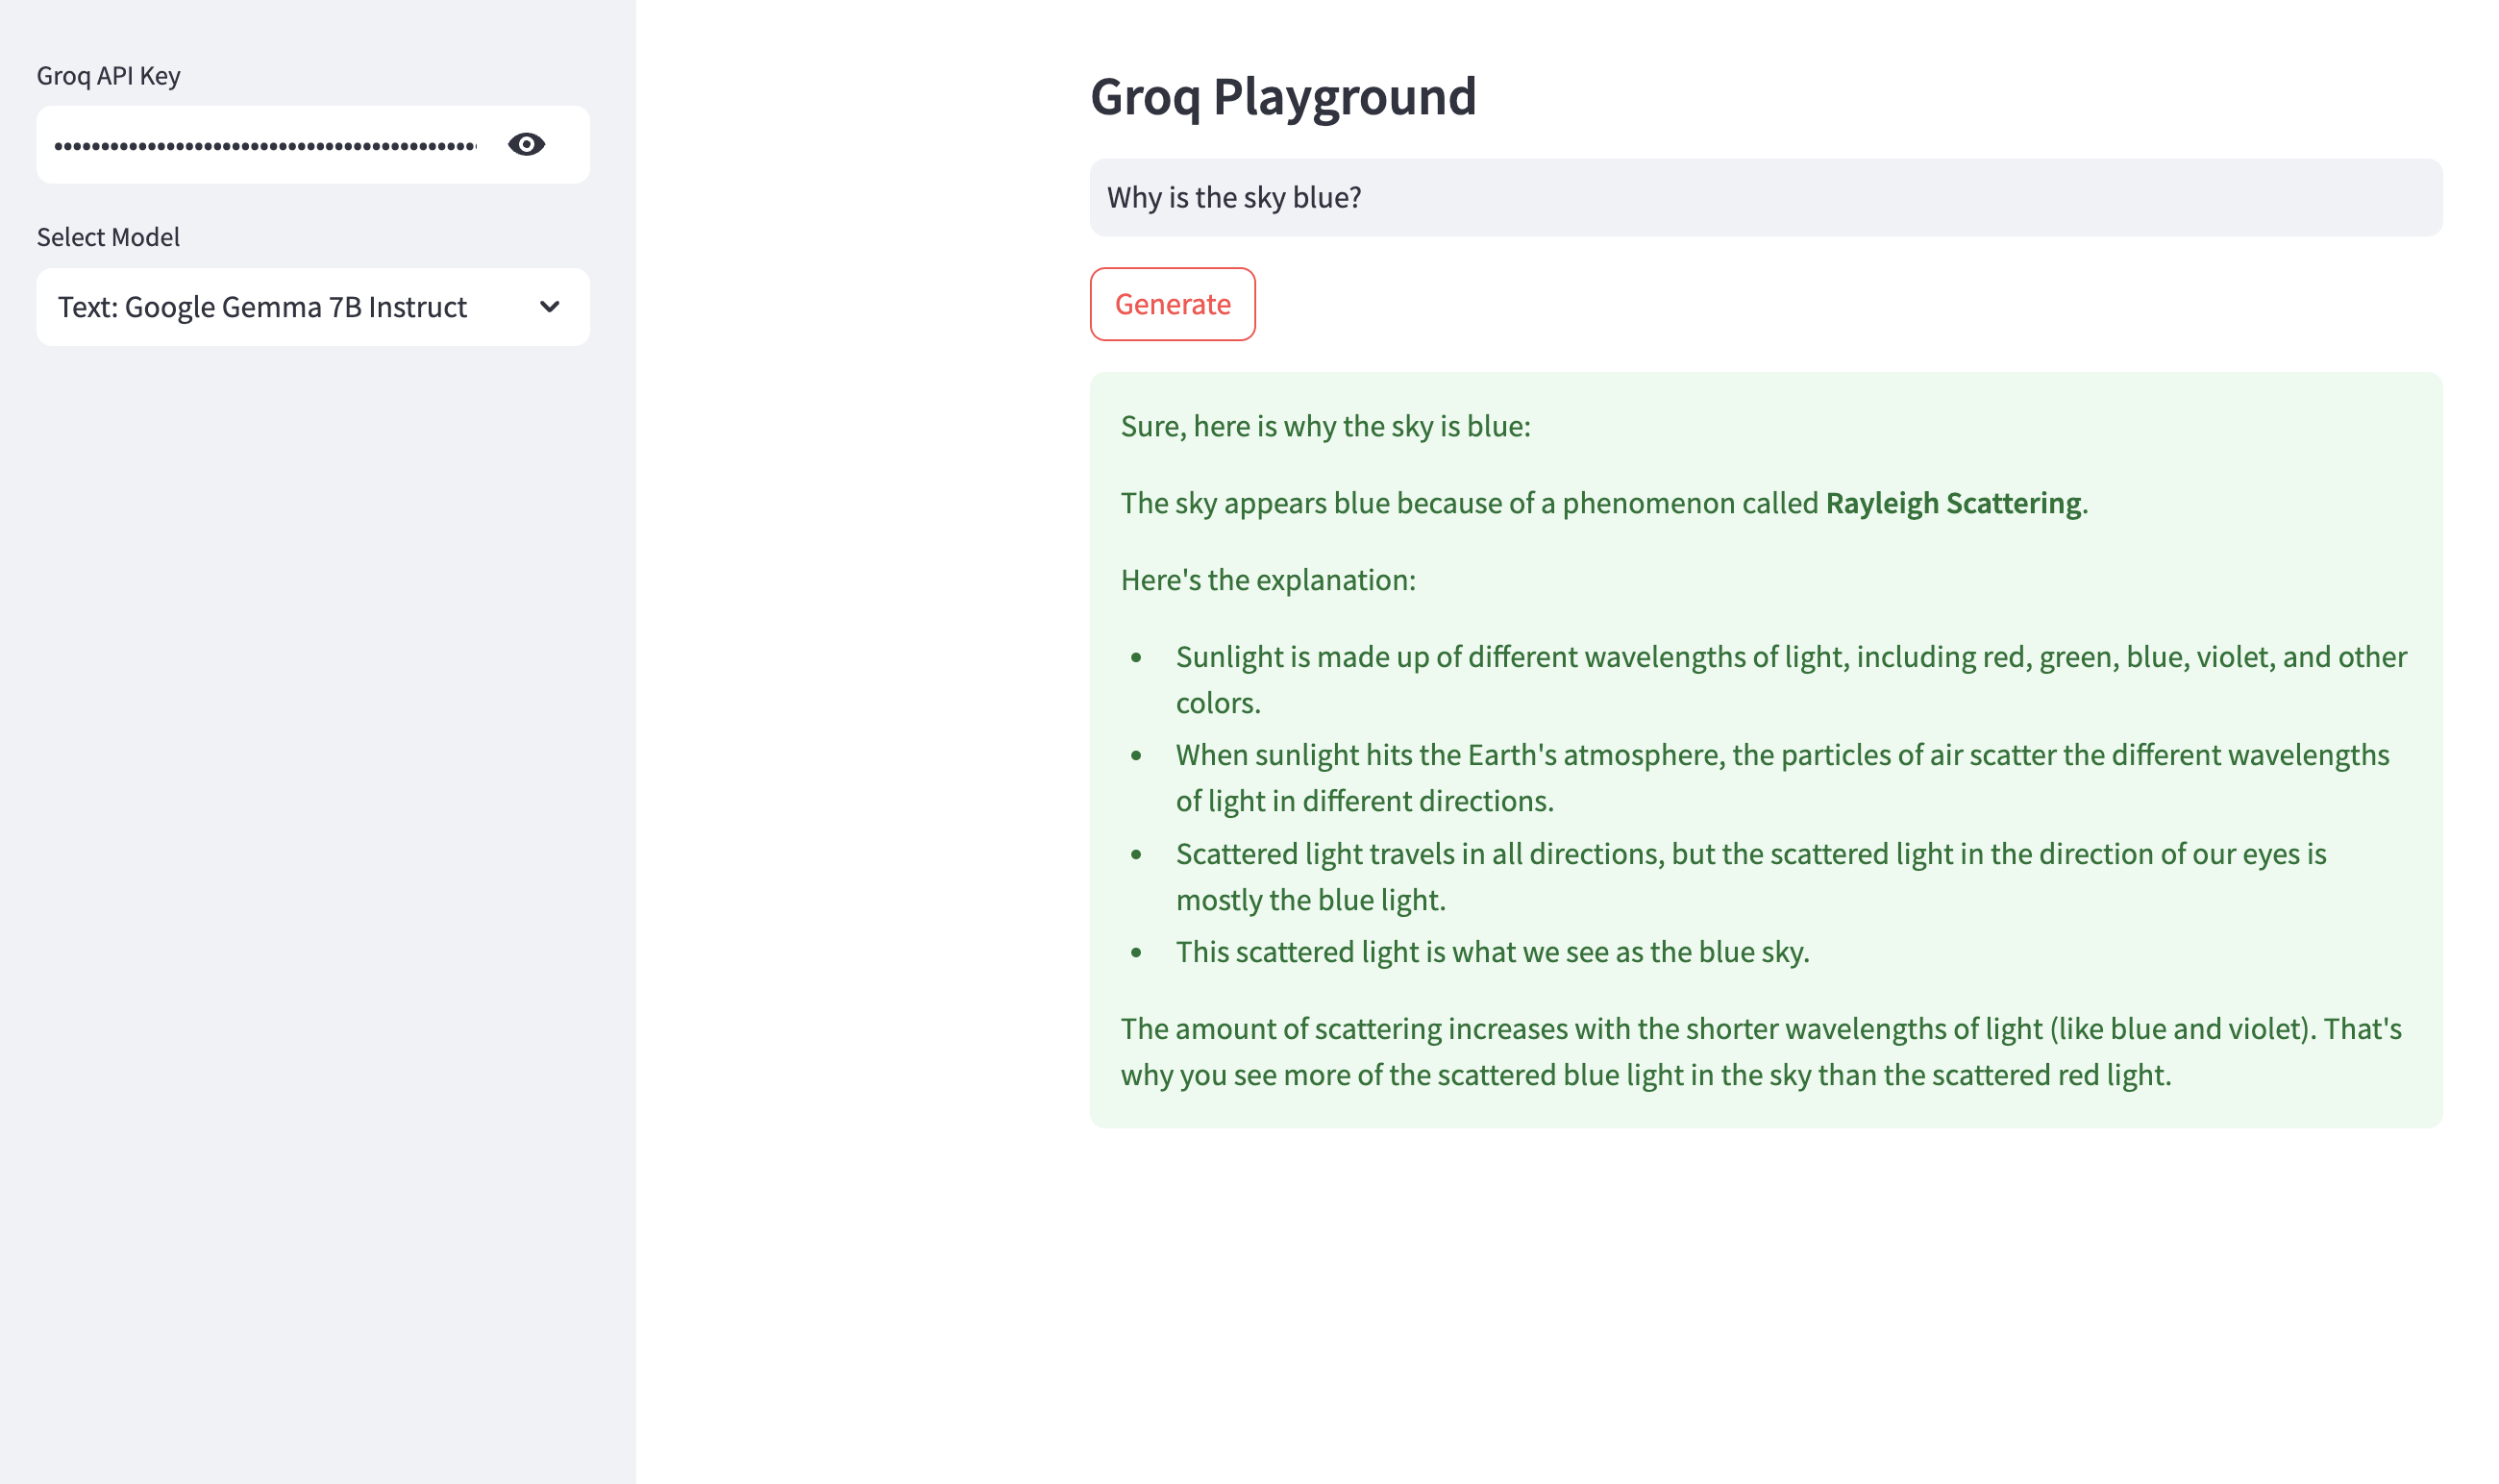 Groq API Key
••••••••••••••••••••••••••••••••••••••••••••••
Select Model
Text: Google Gemma 7B Instruct
Groq Playground
Why is the sky blue?
Generate
Sure, here is why the sky is blue:
The sky appears blue because of a phenomenon called Rayleigh Scattering.
Here's the explanation:
• Sunlight is made up of different wavelengths of light, including red, green, blue, violet, and other
colors.
• When sunlight hits the Earth's atmosphere, the particles of air scatter the different wavelengths
of light in different directions.
• Scattered light travels in all directions, but the scattered light in the direction of our eyes is
mostly the blue light.
• This scattered light is what we see as the blue sky.
The amount of scattering increases with the shorter wavelengths of light (like blue and violet). That's
why you see more of the scattered blue light in the sky than the scattered red light.